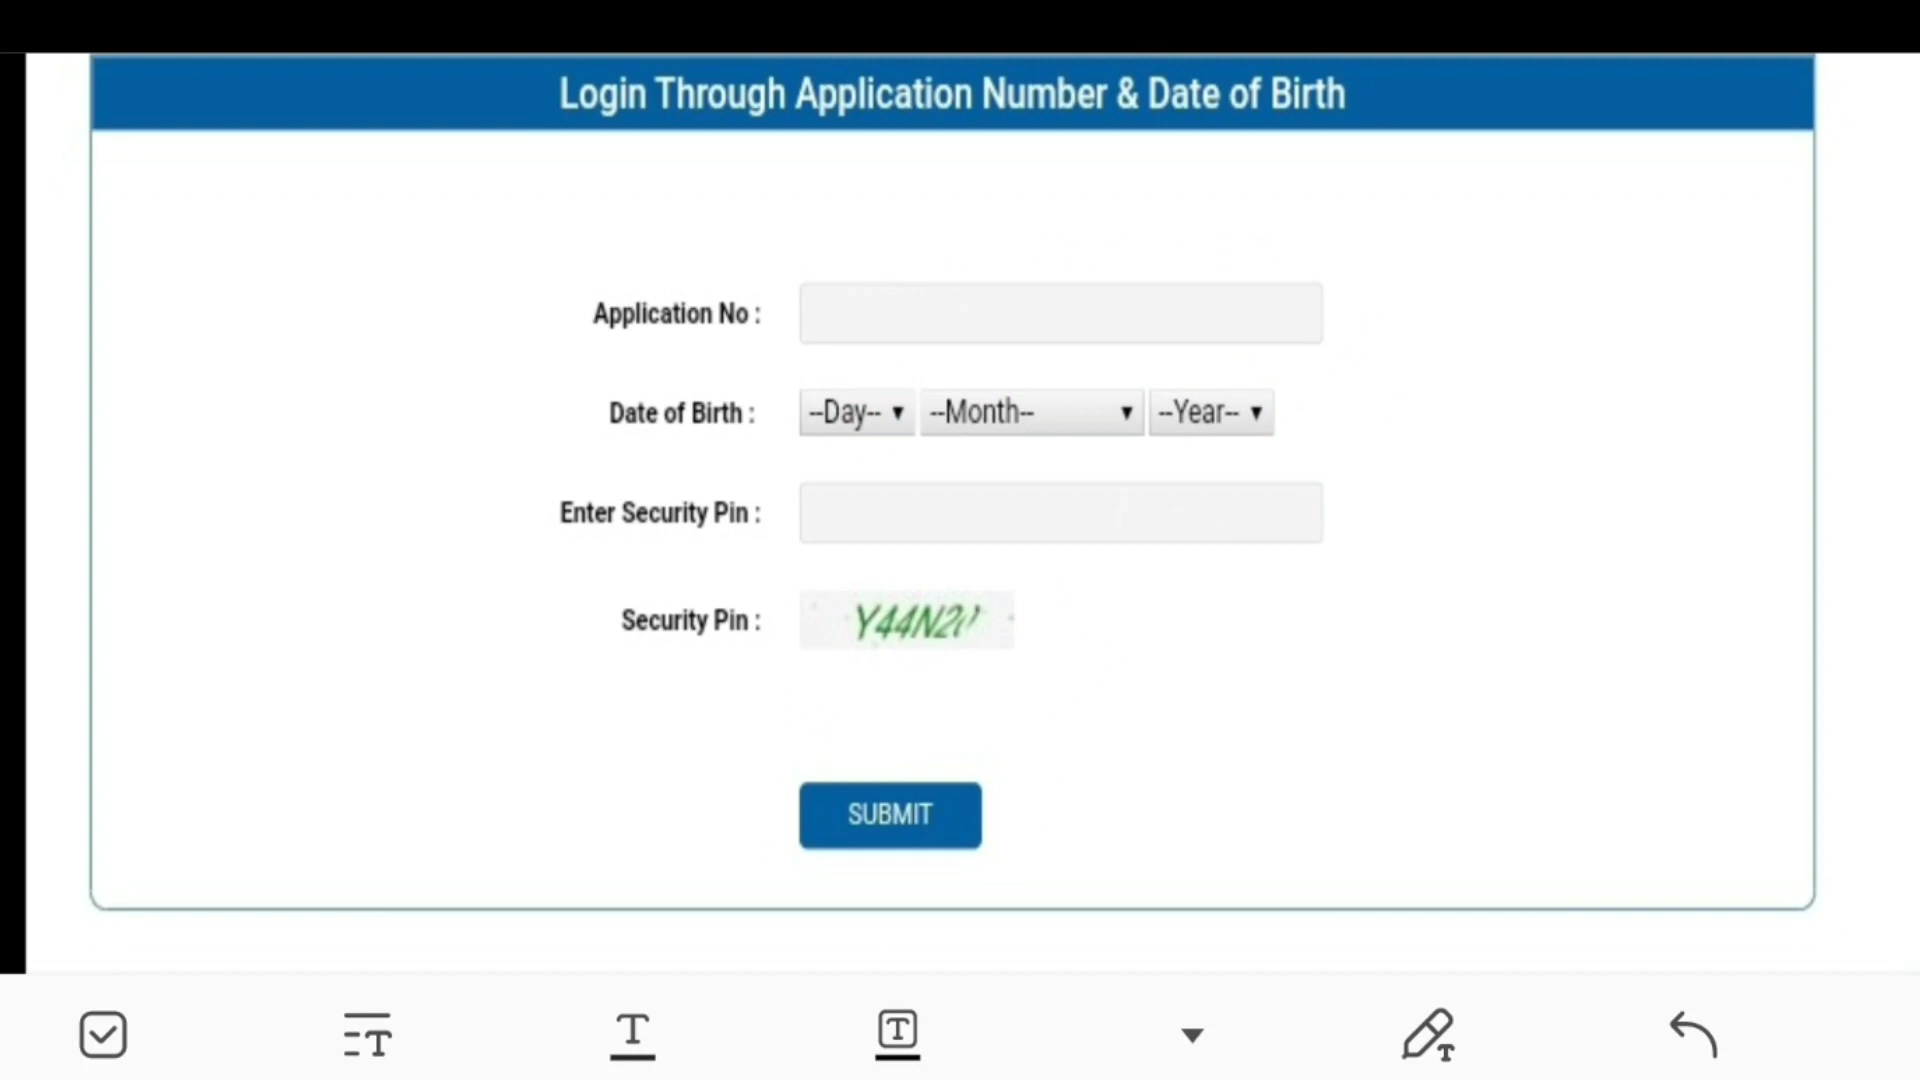 Login Through Application Number & Date of Birth
Application No :
Date of Birth : --Day-- --Month-- --Year--
Enter Security Pin :
Security Pin :
SUBMIT